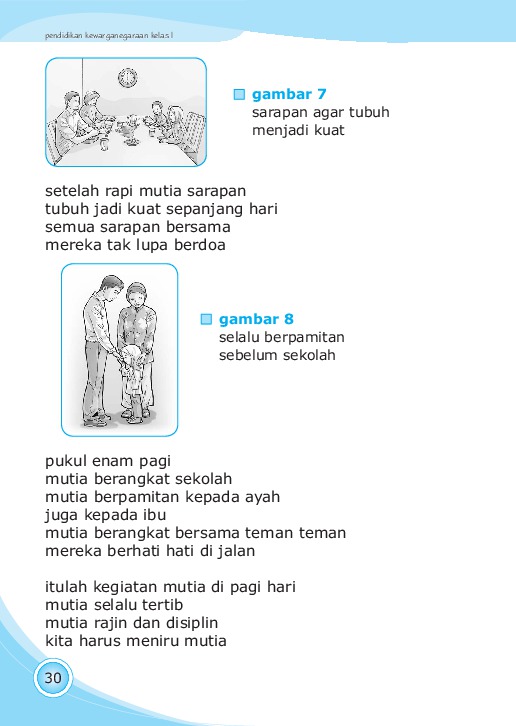 pendidikan kewarganegaraan kelas I
gambar 7
sarapan agar tubuh
menjadi kuat
setelah rapi mutia sarapan
tubuh jadi kuat sepanjang hari
semua sarapan bersama
mereka tak lupa berdoa
gambar 8
selalu berpamitan
sebelum sekolah
pukul enam pagi
mutia berangkat sekolah
mutia berpamitan kepada ayah
juga kepada ibu
mutia berangkat bersama teman teman
mereka berhati hati di jalan
itulah kegiatan mutia di pagi hari
mutia selalu tertib
mutia rajin dan disiplin
kita harus meniru mutia
30